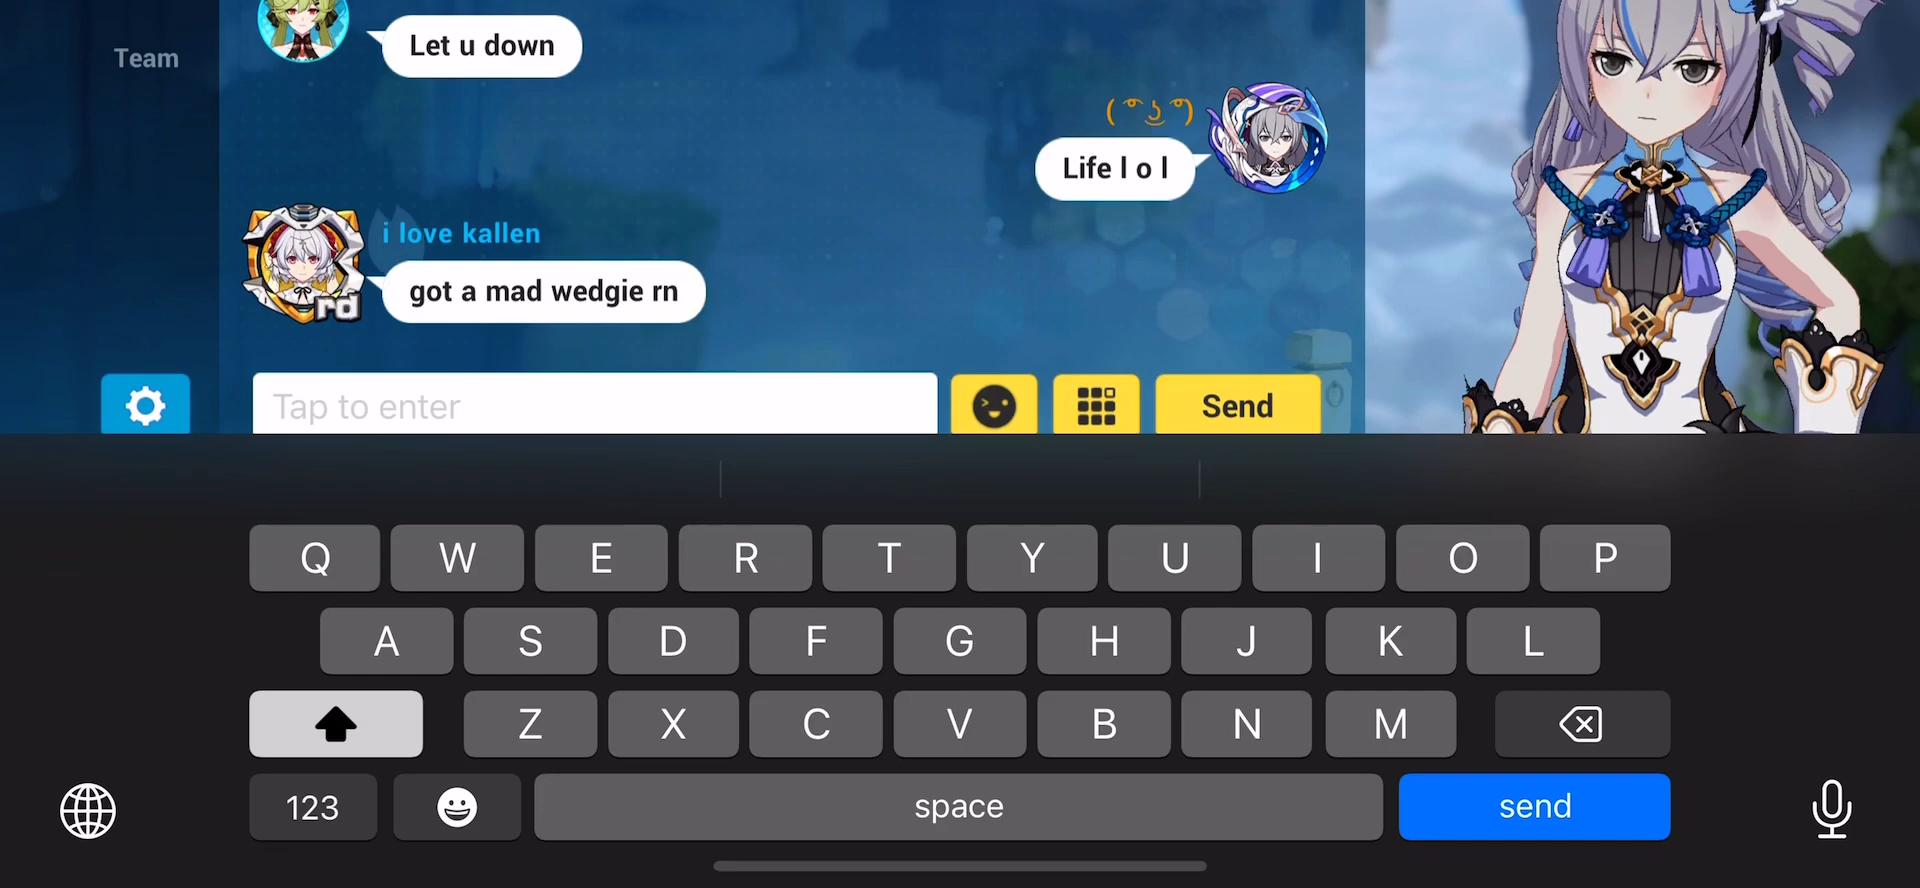 Team
Let u down
( ͡° ͜ʖ ͡°)
Life l o l
i love kallen
rd
got a mad wedgie rn
Tap to enter
Send
Q W E R T Y U I O P
A S D F G H J K L
Z X C V B N M
123
space
send